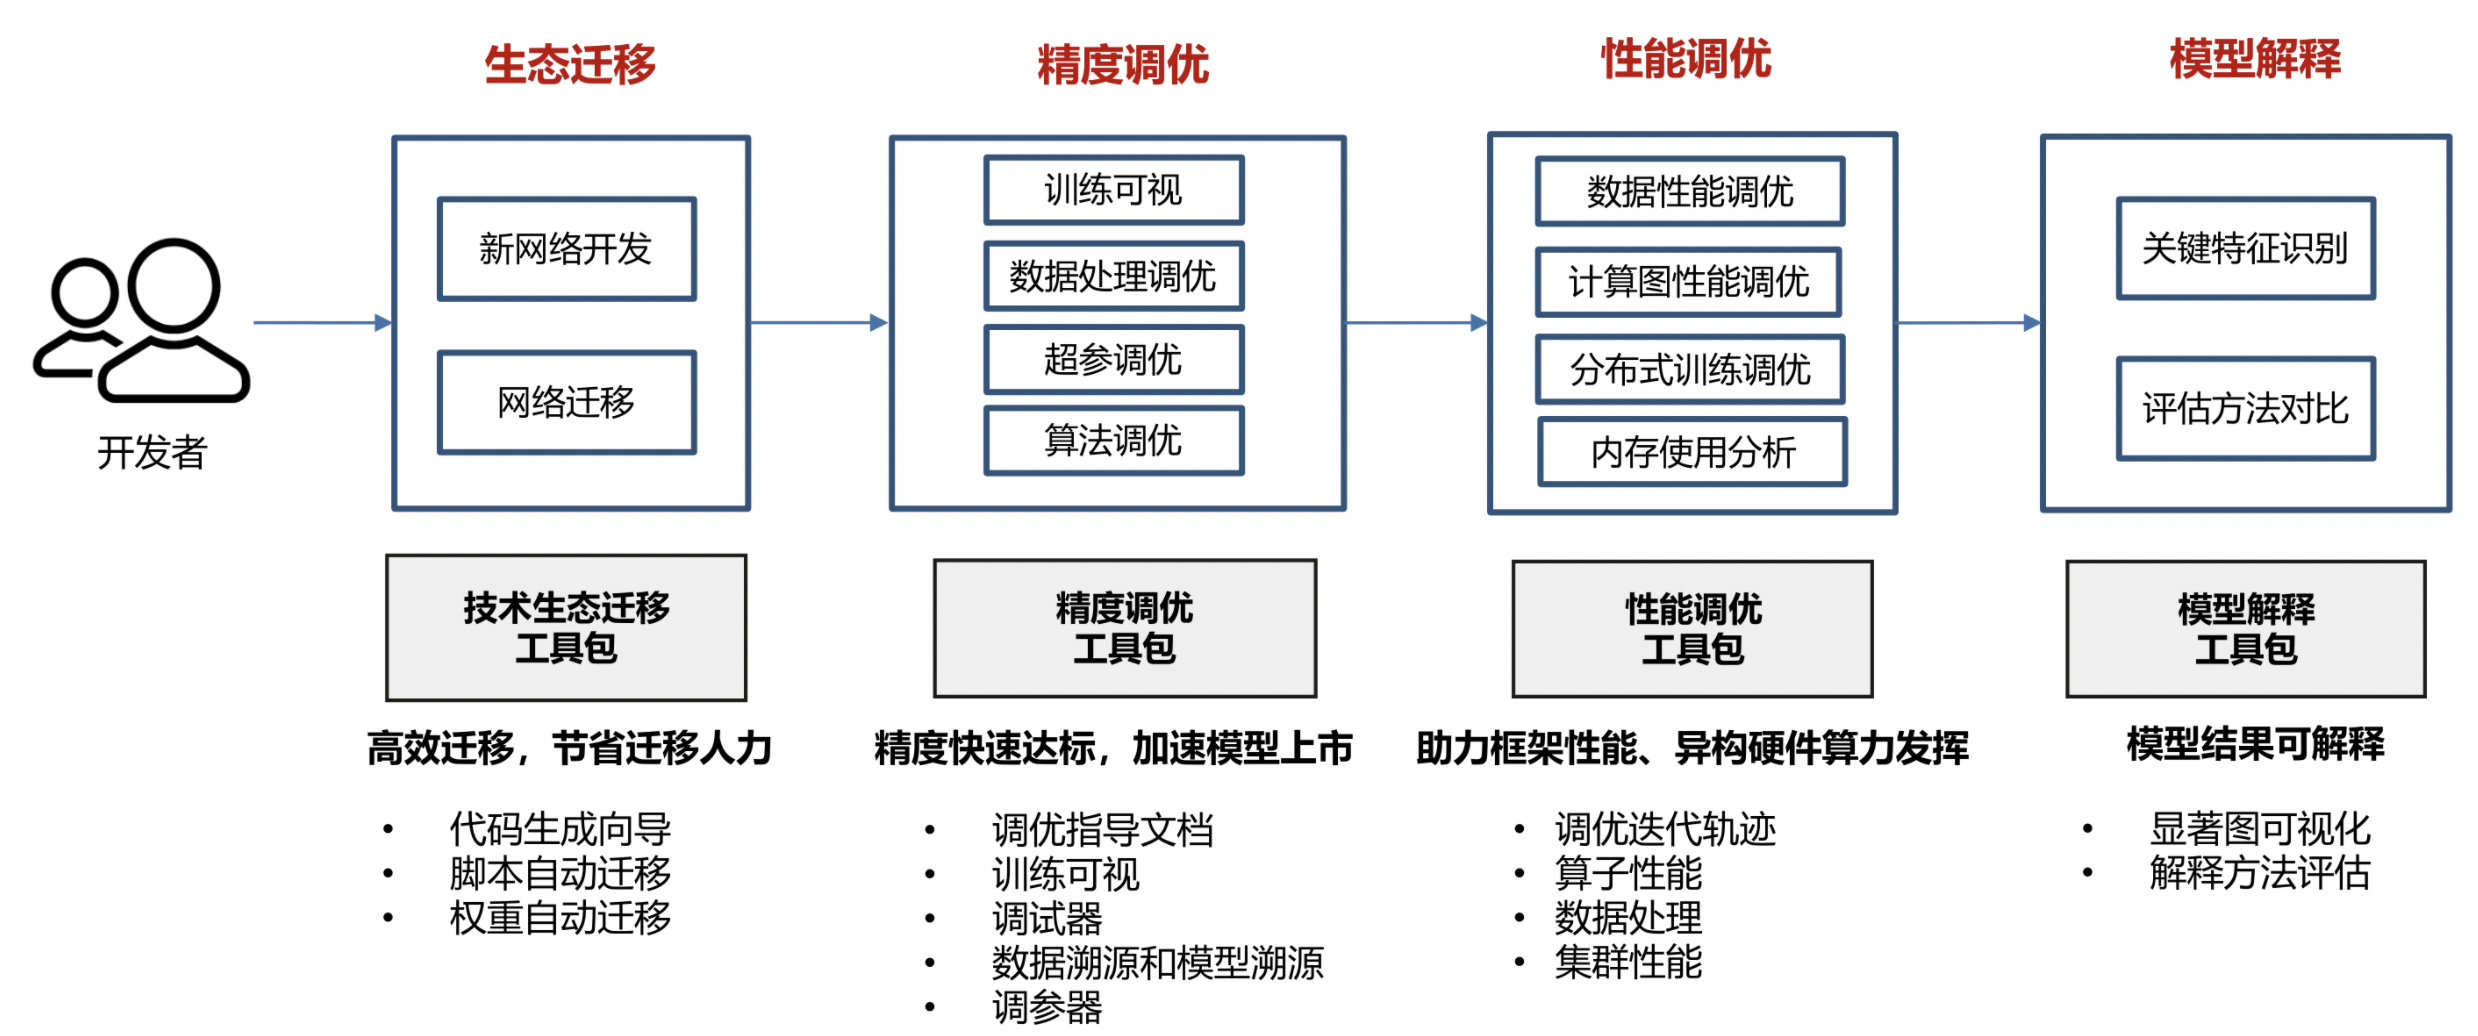 生态迁移
精度调优
性能调优
模型解释
新网络开发
网络迁移
训练可视
数据处理调优
超参调优
算法调优
数据性能调优
计算图性能调优
分布式训练调优
内存使用分析
关键特征识别
评估方法对比
开发者
技术生态迁移
工具包
精度调优
工具包
性能调优
工具包
模型解释
工具包
高效迁移，节省迁移人力
• 代码生成向导
• 脚本自动迁移
• 权重自动迁移
精度快速达标，加速模型上市
• 调优指导文档
• 训练可视
• 调试器
• 数据溯源和模型溯源
• 调参器
助力框架性能、异构硬件算力发挥
• 调优迭代轨迹
• 算子性能
• 数据处理
• 集群性能
模型结果可解释
• 显著图可视化
• 解释方法评估